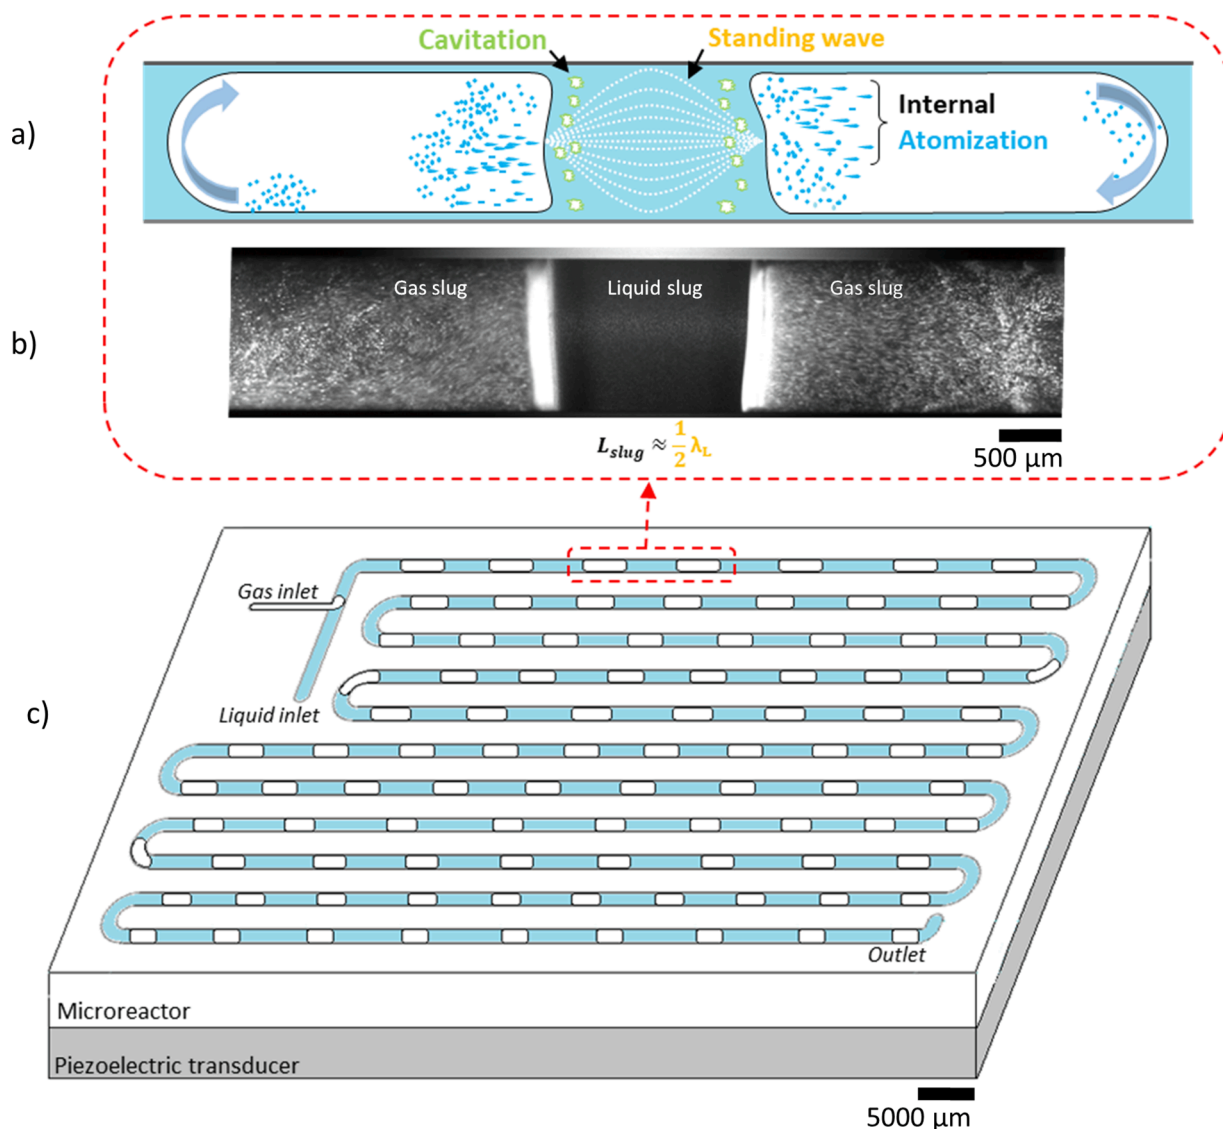 Cavitation
Standing wave
a)
Internal
Atomization
b)
Gas slug
Liquid slug
Gas slug
L_slug ≈ 1/2 λ_L
500 μm
Gas inlet
Liquid inlet
c)
Outlet
Microreactor
Piezoelectric transducer
5000 μm